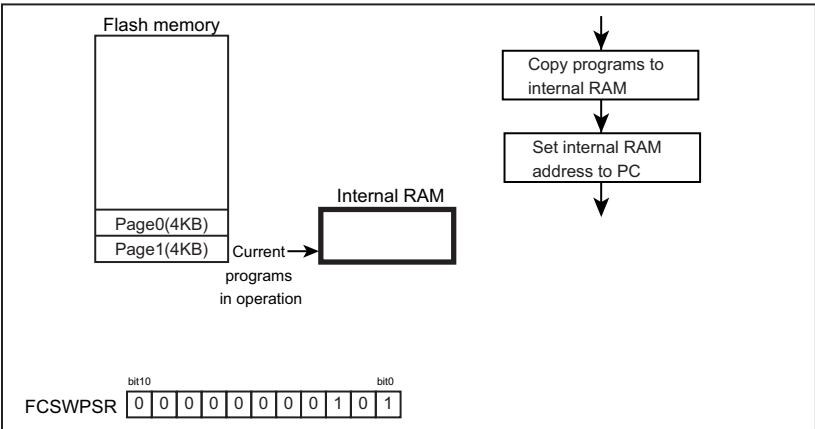 Flash memory
Page0(4KB)
Page1(4KB)
Current
programs
in operation
Internal RAM
Copy programs to
internal RAM
Set internal RAM
address to PC
bit10 bit0
FCSWPSR 0 0 0 0 0 0 0 0 1 0 1